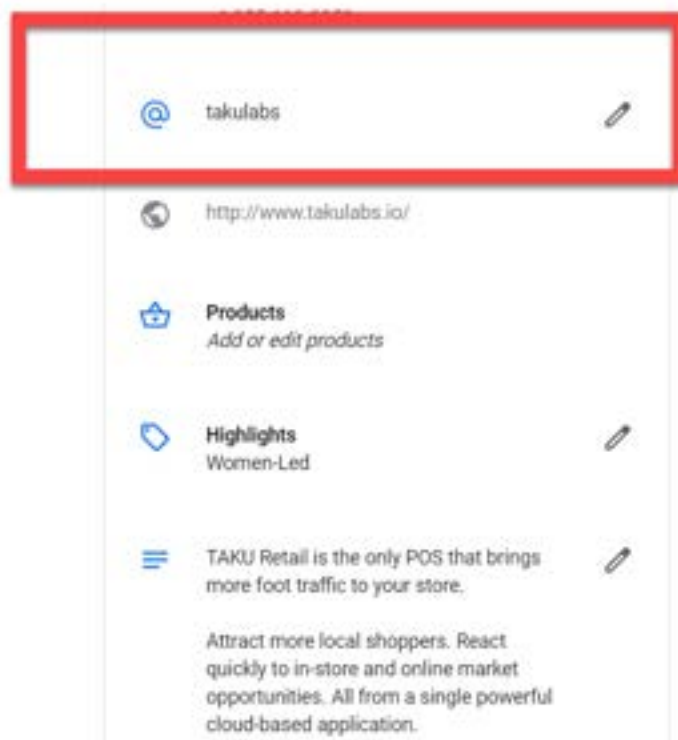 takulabs
http://www.takulabs.io/
Products
Add or edit products
Highlights
Women-Led
TAKU Retail is the only POS that brings
more foot traffic to your store.
Attract more local shoppers. React
quickly to in-store and online market
opportunities. All from a single powerful
cloud-based application.